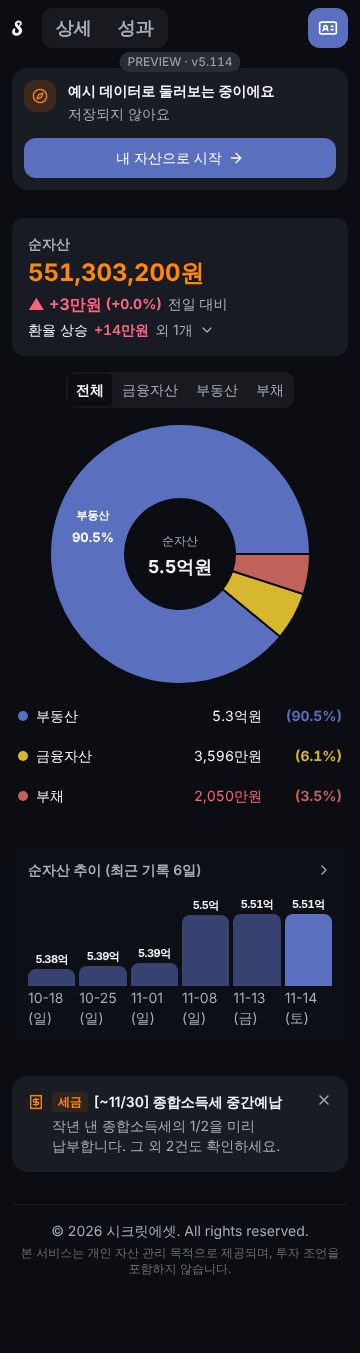 S
상세 성과
PREVIEW · v5.114
예시 데이터로 둘러보는 중이에요
저장되지 않아요
내 자산으로 시작 →
순자산
551,303,200원
▲ +3만원 (+0.0%) 전일 대비
환율 상승 +14만원 외 1개
전체 금융자산 부동산 부채
부동산
90.5%
순자산
5.5억원
부동산 5.3억원 (90.5%)
금융자산 3,596만원 (6.1%)
부채 2,050만원 (3.5%)
순자산 추이 (최근 기록 6일)
5.38억 5.39억 5.39억 5.5억 5.51억 5.51억
10-18 10-25 11-01 11-08 11-13 11-14
(일) (일) (일) (일) (금) (토)
세금 [~11/30] 종합소득세 중간예납
작년 낸 종합소득세의 1/2을 미리
납부합니다. 그 외 2건도 확인하세요.
© 2026 시크릿에셋. All rights reserved.
본 서비스는 개인 자산 관리 목적으로 제공되며, 투자 조언을
포함하지 않습니다.